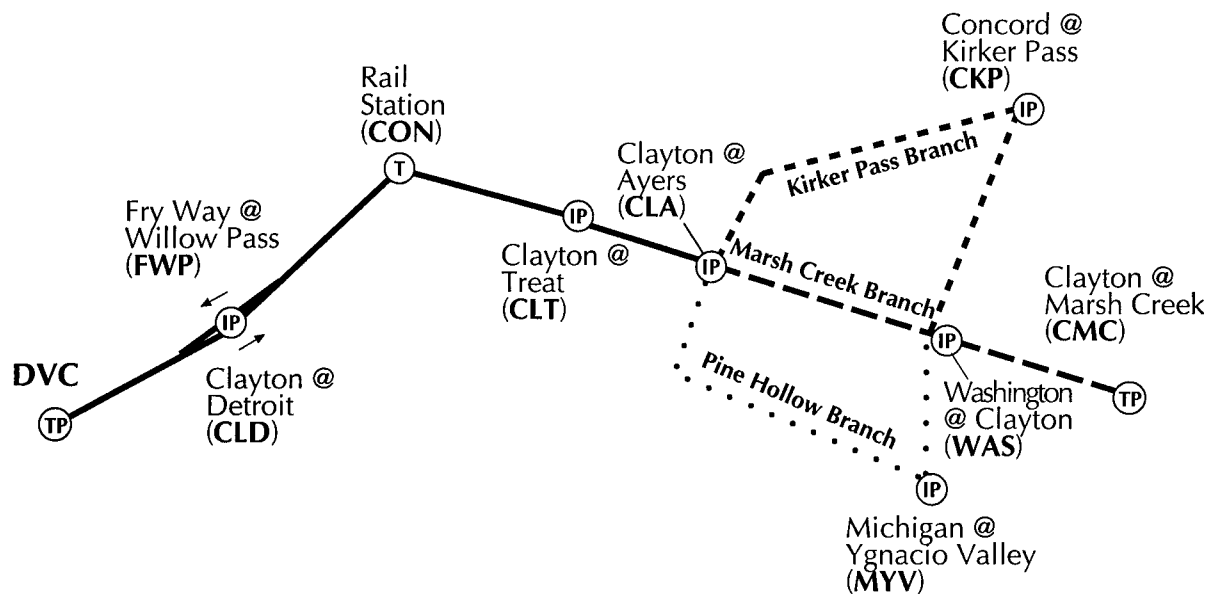 Concord @
Kirker Pass
(CKP)
IP
Rail
Station
(CON)
T
Clayton @
Ayers
(CLA)
IP
Kirker Pass Branch
Fry Way @
Willow Pass
(FWP)
IP
IP
Clayton @
Treat
(CLT)
Marsh Creek Branch
Clayton @
Marsh Creek
(CMC)
TP
DVC
TP
Clayton @
Detroit
(CLD)
Pine Hollow Branch
IP
Washington
@ Clayton
(WAS)
IP
Michigan @
Ygnacio Valley
(MYV)